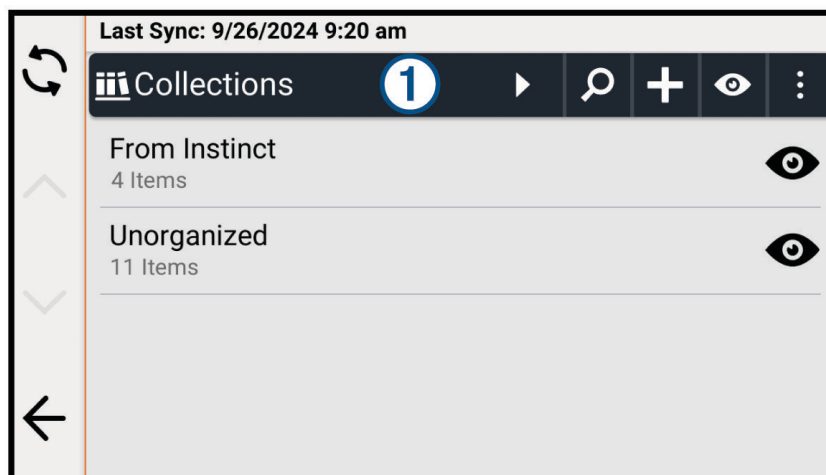 Last Sync: 9/26/2024 9:20 am
Collections 1
From Instinct
4 Items
Unorganized
11 Items